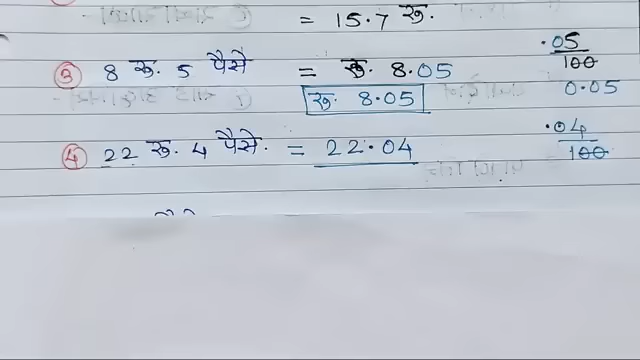 = 15.7 रू.
③ 8 रू. 5 पैसे = रू. 8.05
रू. 8.05
④ 22 रू. 4 पैसे. = 22.04
.05
100
0.05
.04
100